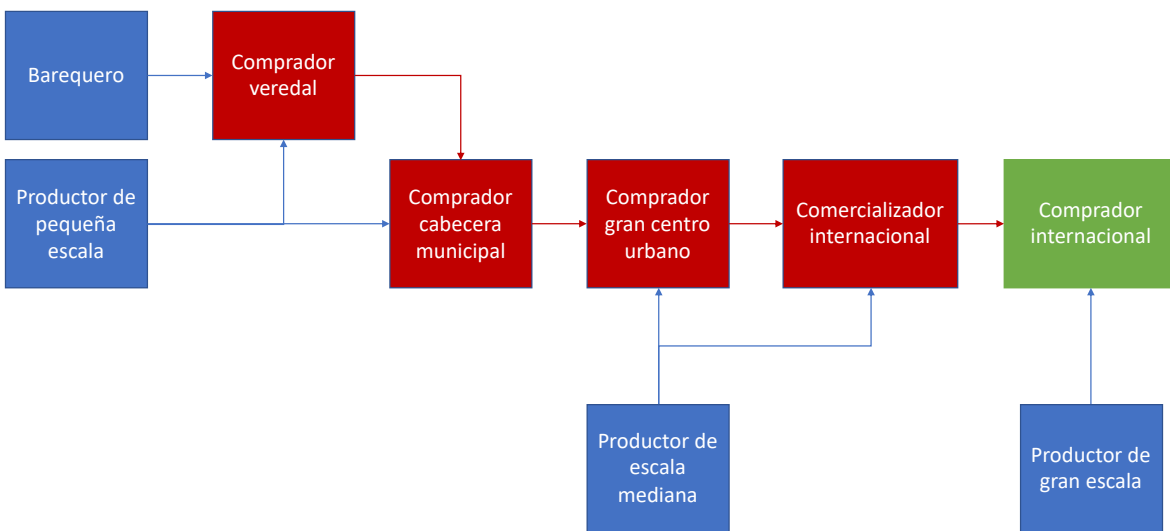 Barequero
Comprador
veredal
Productor de
pequeña
escala
Comprador
cabecera
municipal
Comprador
gran centro
urbano
Comercializador
internacional
Comprador
internacional
Productor de
escala
mediana
Productor de
gran escala